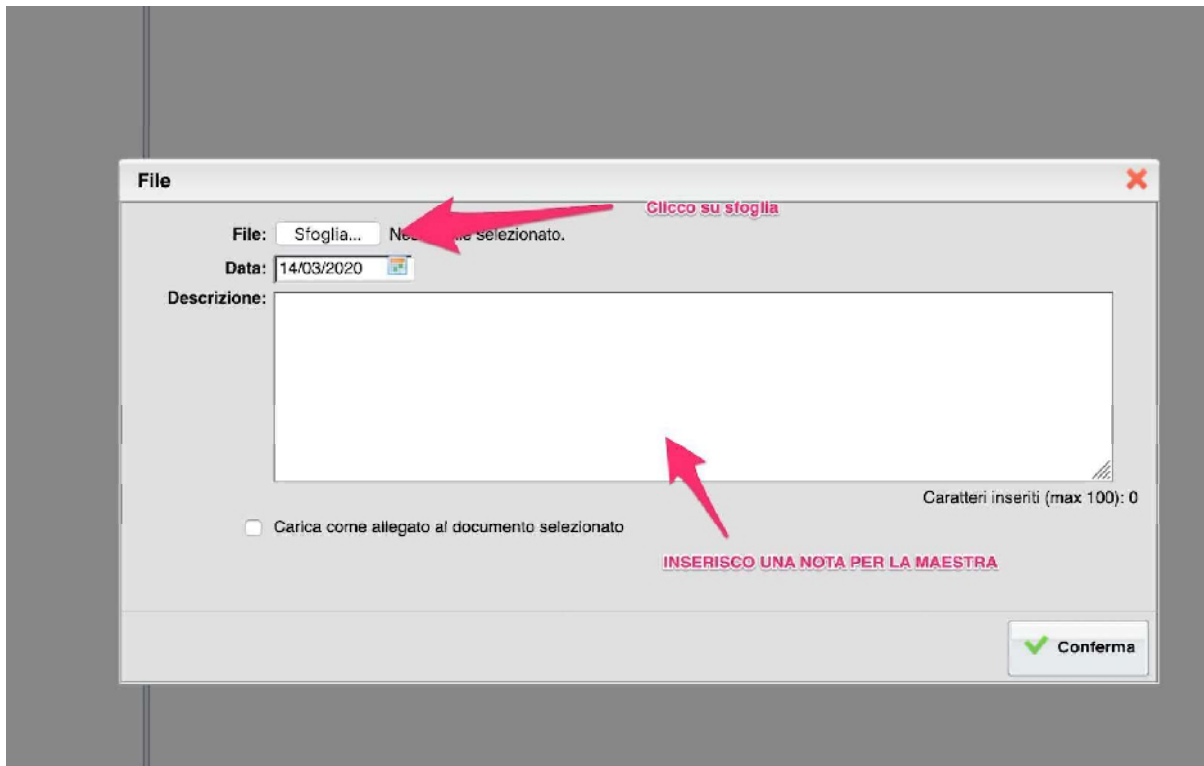 File
Clicco su sfoglia
File: Sfoglia... selezionato.
Data: 14/03/2020
Descrizione:
Caratteri inseriti (max 100): 0
Carica come allegato al documento selezionato
INSERISCO UNA NOTA PER LA MAESTRA
Conferma